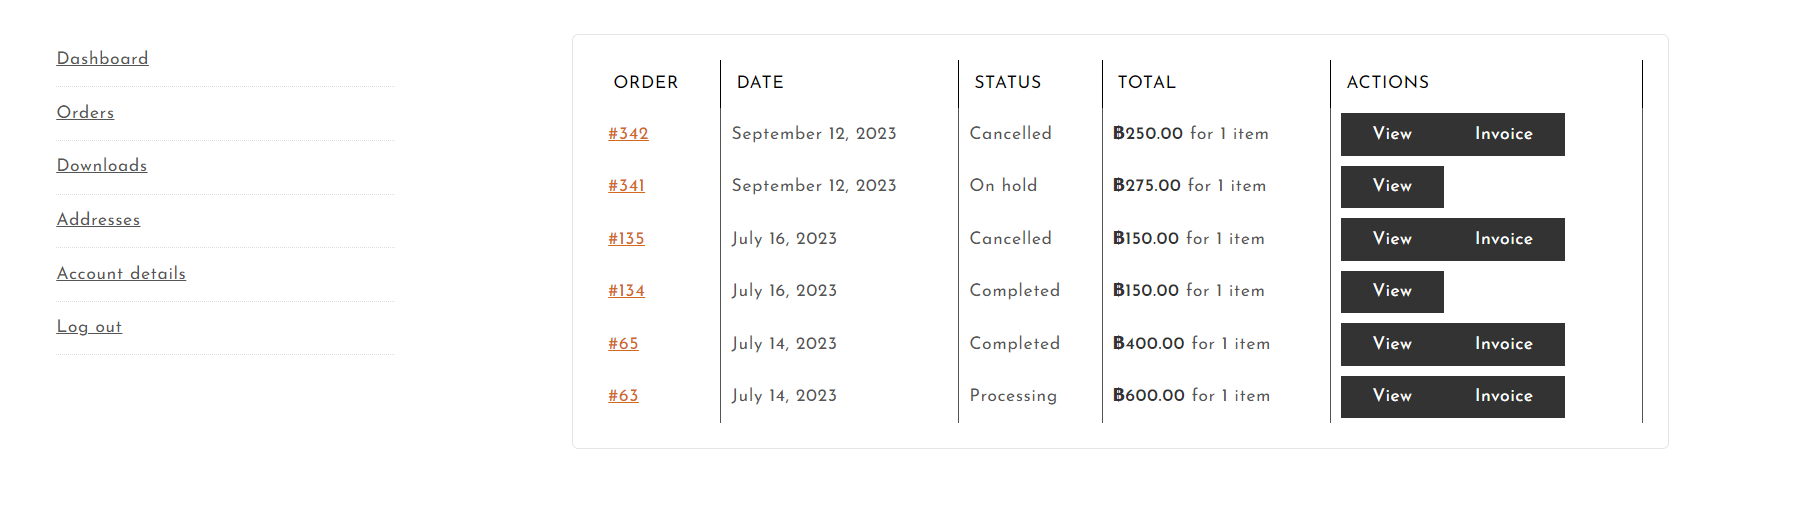 Dashboard
Orders
Downloads
Addresses
Account details
Log out
ORDER DATE STATUS TOTAL ACTIONS
#342 September 12, 2023 Cancelled ฿250.00 for 1 item View Invoice
#341 September 12, 2023 On hold ฿275.00 for 1 item View
#135 July 16, 2023 Cancelled ฿150.00 for 1 item View Invoice
#134 July 16, 2023 Completed ฿150.00 for 1 item View
#65 July 14, 2023 Completed ฿400.00 for 1 item View Invoice
#63 July 14, 2023 Processing ฿600.00 for 1 item View Invoice